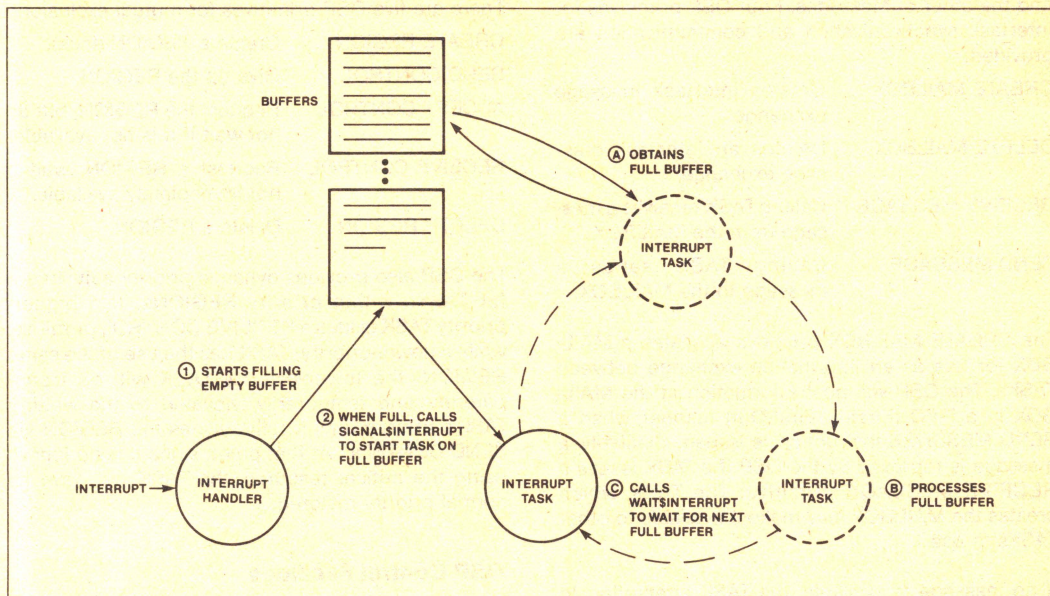 BUFFERS
Ⓐ OBTAINS
FULL BUFFER
INTERRUPT
TASK
① STARTS FILLING
EMPTY BUFFER
② WHEN FULL, CALLS
SIGNAL$INTERRUPT
TO START TASK ON
FULL BUFFER
INTERRUPT
INTERRUPT
HANDLER
INTERRUPT
TASK
Ⓒ CALLS
WAIT$INTERRUPT
TO WAIT FOR NEXT
FULL BUFFER
INTERRUPT
TASK
Ⓑ PROCESSES
FULL BUFFER